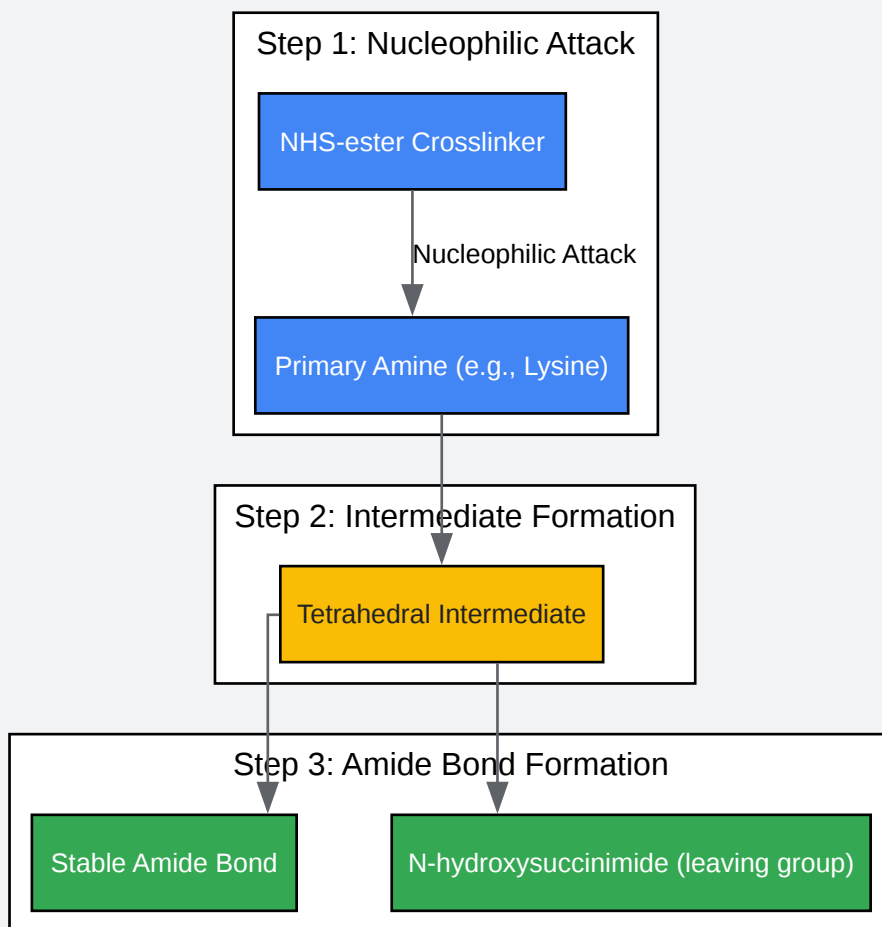 Step 1: Nucleophilic Attack
NHS-ester Crosslinker
Nucleophilic Attack
Primary Amine (e.g., Lysine)
Step 2: Intermediate Formation
Tetrahedral Intermediate
Step 3: Amide Bond Formation
Stable Amide Bond
N-hydroxysuccinimide (leaving group)